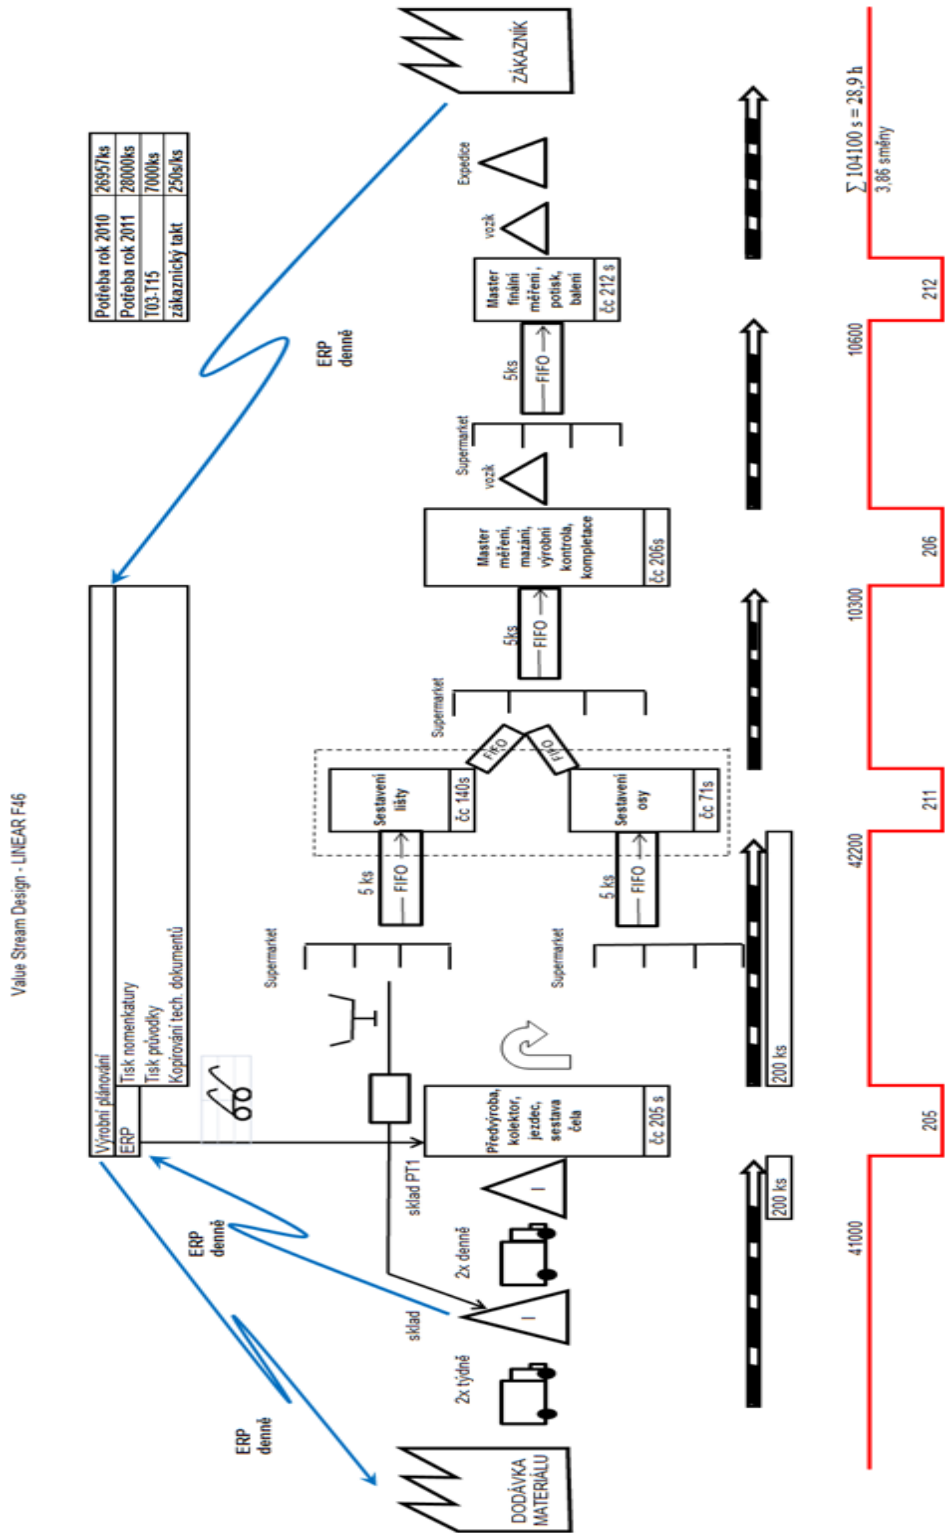 Value Stream Design - LINEAR F46
Výrobní plánování
ERP
Tisk nomenkatury
Tisk průvodky
Kopírování tech. dokumentů
Potřeba rok 2010 26957ks
Potřeba rok 2011 28000ks
T03-T15 7000ks
zákaznický takt 250s/ks
ERP
denně
ERP
denně
ERP
denně
DODÁVKA
MATERIÁLU
2x týdně
sklad
I
2x denně
sklad PT1
I
Předvýroba,
kolektor,
jezdec,
sestava
čela
čc 205 s
Supermarket
Supermarket
5 ks
FIFO
5 ks
FIFO
Sestavení
lišty
čc 140s
Sestavení
osy
čc 71s
FIFO
FIFO
Supermarket
5ks
FIFO
Master
měření,
mazání,
výrobní
kontrola,
kompletace
čc 206s
vozík
Supermarket
5ks
FIFO
Master
finální
měření,
potisk,
balení
čc 212 s
vozík
Expedice
ZÁKAZNÍK
200 ks
200 ks
41000
205
42200
211
10300
206
10600
212
∑ 104100 s = 28,9 h
3,86 směny